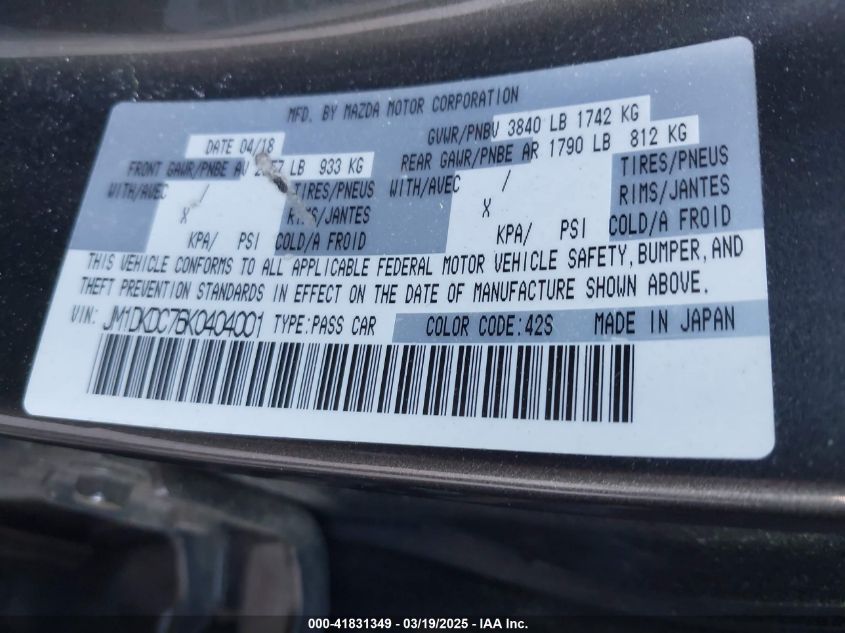 MFD. BY MAZDA MOTOR CORPORATION
DATE 04/18 GVWR/PNBV 3840 LB 1742 KG
FRONT GAWR/PNBE AV LB 933 KG REAR GAWR/PNBE AR 1790 LB 812 KG
WITH/AVEC / TIRES/PNEUS WITH/AVEC / TIRES/PNEUS
X RIMS/JANTES X RIMS/JANTES
KPA/ PSI COLD/A FROID KPA/ PSI COLD/A FROID
THIS VEHICLE CONFORMS TO ALL APPLICABLE FEDERAL MOTOR VEHICLE SAFETY, BUMPER, AND
THEFT PREVENTION STANDARDS IN EFFECT ON THE DATE OF MANUFACTURE SHOWN ABOVE.
VIN: JM1DKDC7BK0404001 TYPE:PASS CAR COLOR CODE:42S MADE IN JAPAN
000-41831349 • 03/19/2025 - IAA Inc.